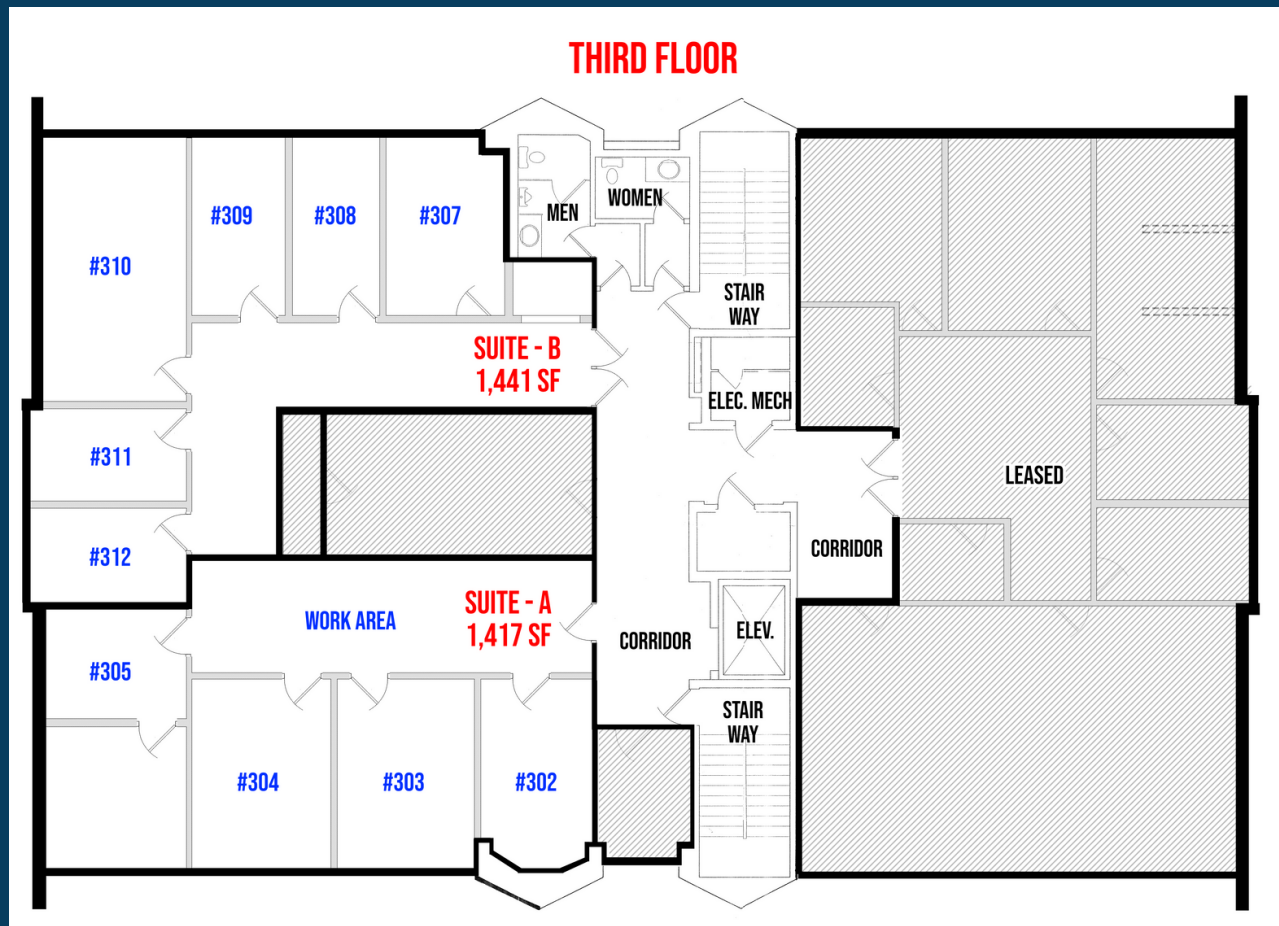 THIRD FLOOR
#309
#308
#307
MEN
WOMEN
#310
STAIR
WAY
SUITE - B
1,441 SF
ELEC. MECH
#311
LEASED
#312
CORRIDOR
WORK AREA
SUITE - A
1,417 SF
CORRIDOR
ELEV.
#305
STAIR
WAY
#304
#303
#302